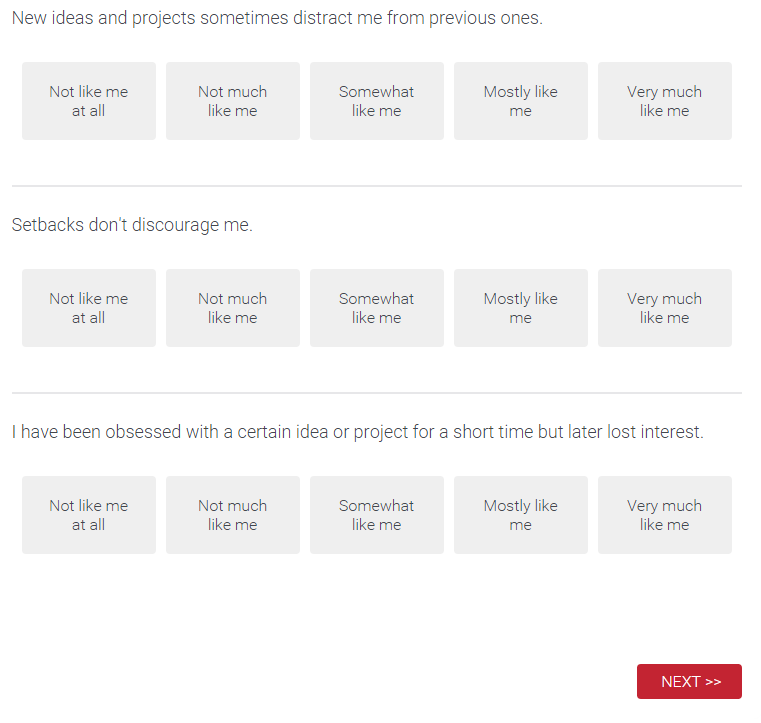 New ideas and projects sometimes distract me from previous ones.
Not like me at all
Not much like me
Somewhat like me
Mostly like me
Very much like me
Setbacks don't discourage me.
Not like me at all
Not much like me
Somewhat like me
Mostly like me
Very much like me
I have been obsessed with a certain idea or project for a short time but later lost interest.
Not like me at all
Not much like me
Somewhat like me
Mostly like me
Very much like me
NEXT >>